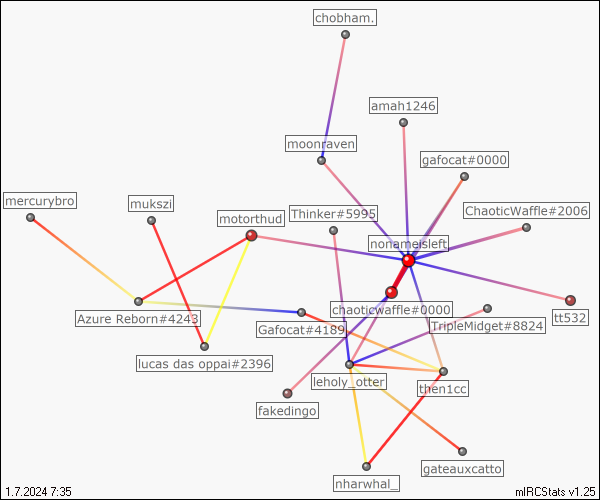 chobham.
amah1246
moonraven
gafocat#0000
mercurybro
mukszi
motorthud
Thinker#5995
ChaoticWaffle#2006
nonameisleft
chaoticwaffle#0000
Azure Reborn#4243
Gafocat#4189
TripleMidget#8824
tt532
lucas das oppai#2396
leholy_otter
then1cc
fakedingo
gateauxcatto
nharwhal_
1.7.2024 7:35
mIRCStats v1.25